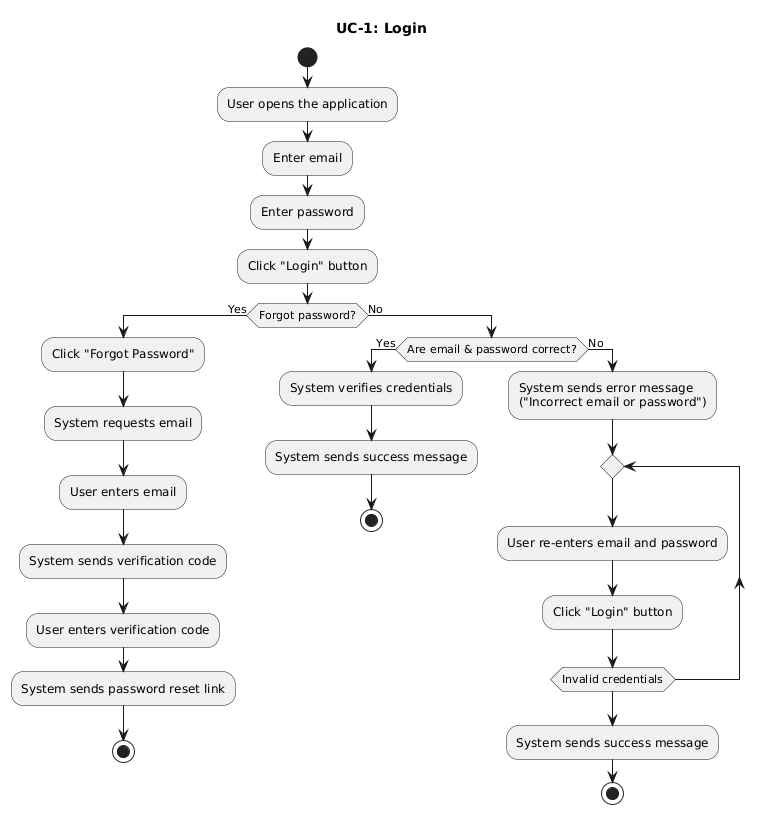 UC-1: Login
User opens the application
Enter email
Enter password
Click "Login" button
Forgot password?
Yes
No
Click "Forgot Password"
System requests email
User enters email
System sends verification code
User enters verification code
System sends password reset link
Are email & password correct?
Yes
No
System verifies credentials
System sends success message
System sends error message
("Incorrect email or password")
User re-enters email and password
Click "Login" button
Invalid credentials
System sends success message